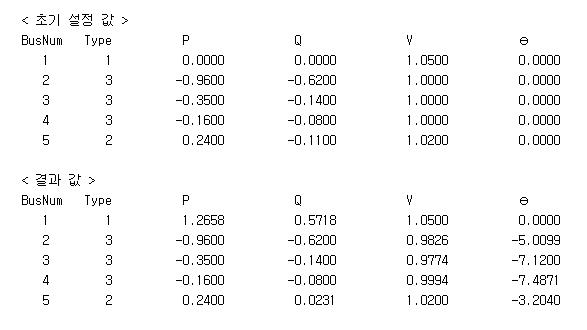 < 초기 설정 값 >
BusNum Type P Q V ⊖
1 1 0.0000 0.0000 1.0500 0.0000
2 3 -0.9600 -0.6200 1.0000 0.0000
3 3 -0.3500 -0.1400 1.0000 0.0000
4 3 -0.1600 -0.0800 1.0000 0.0000
5 2 0.2400 -0.1100 1.0200 0.0000
< 결과 값 >
BusNum Type P Q V ⊖
1 1 1.2658 0.5718 1.0500 0.0000
2 3 -0.9600 -0.6200 0.9826 -5.0099
3 3 -0.3500 -0.1400 0.9774 -7.1200
4 3 -0.1600 -0.0800 0.9994 -7.4871
5 2 0.2400 0.0231 1.0200 -3.2040